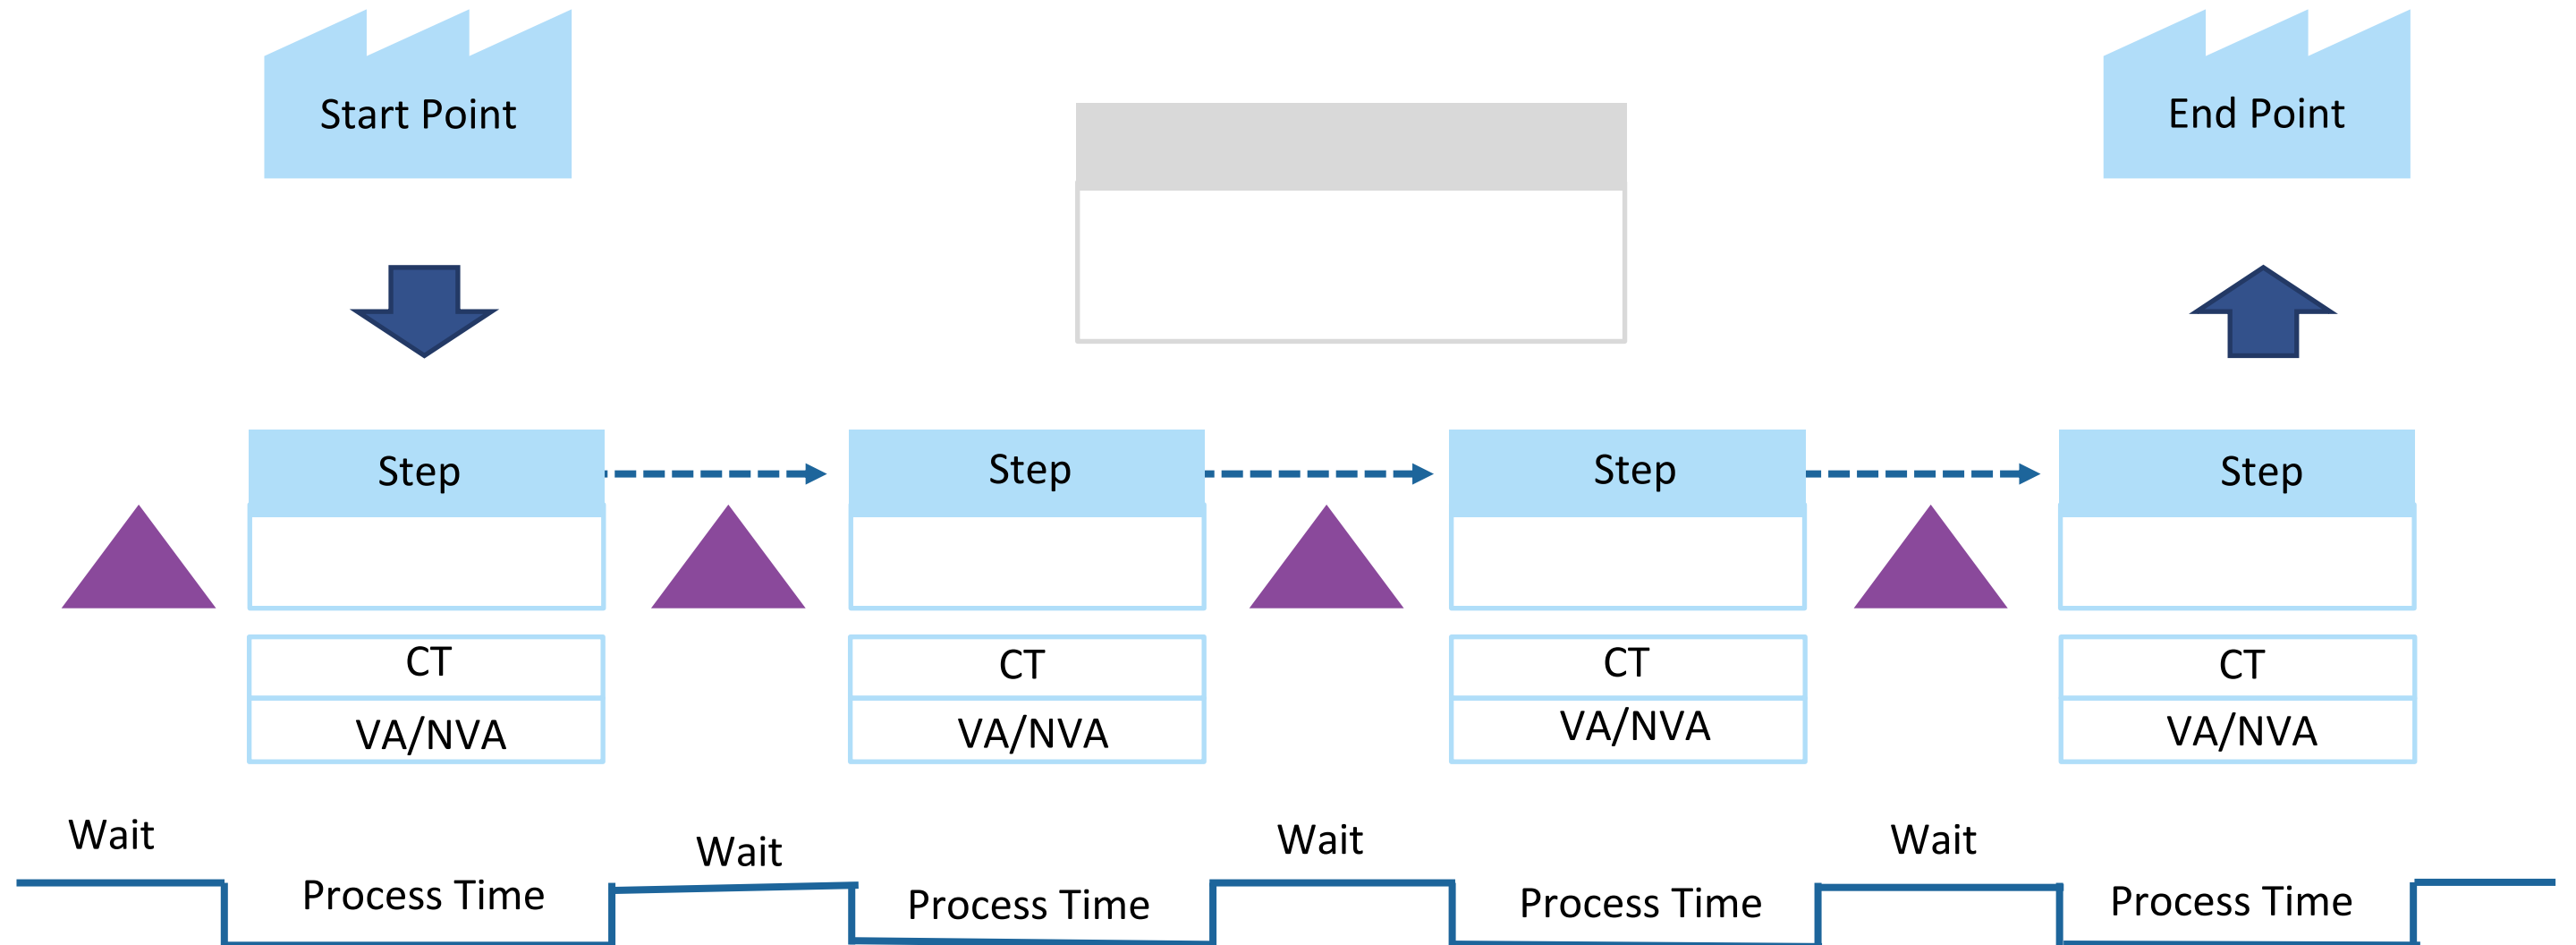 Start Point
End Point
Step
Step
Step
Step
CT
CT
CT
CT
VA/NVA
VA/NVA
VA/NVA
VA/NVA
Wait
Wait
Wait
Wait
Process Time
Process Time
Process Time
Process Time